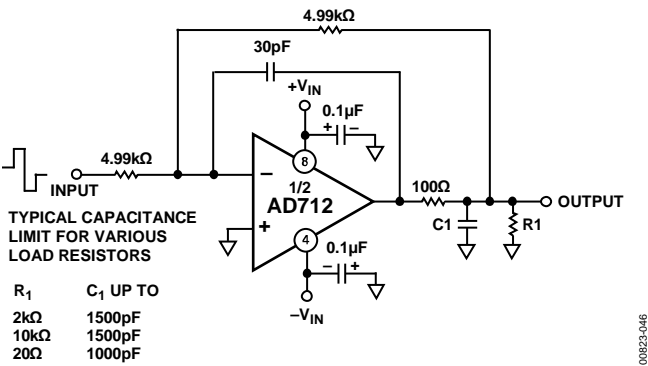 4.99kΩ
30pF
+VIN
0.1µF
+ –
4.99kΩ
8
–
INPUT
1/2
AD712
100Ω
OUTPUT
+
C1
R1
TYPICAL CAPACITANCE
LIMIT FOR VARIOUS
LOAD RESISTORS
4
0.1µF
– +
–VIN
R1 C1 UP TO
2kΩ 1500pF
10kΩ 1500pF
20Ω 1000pF
00823-046